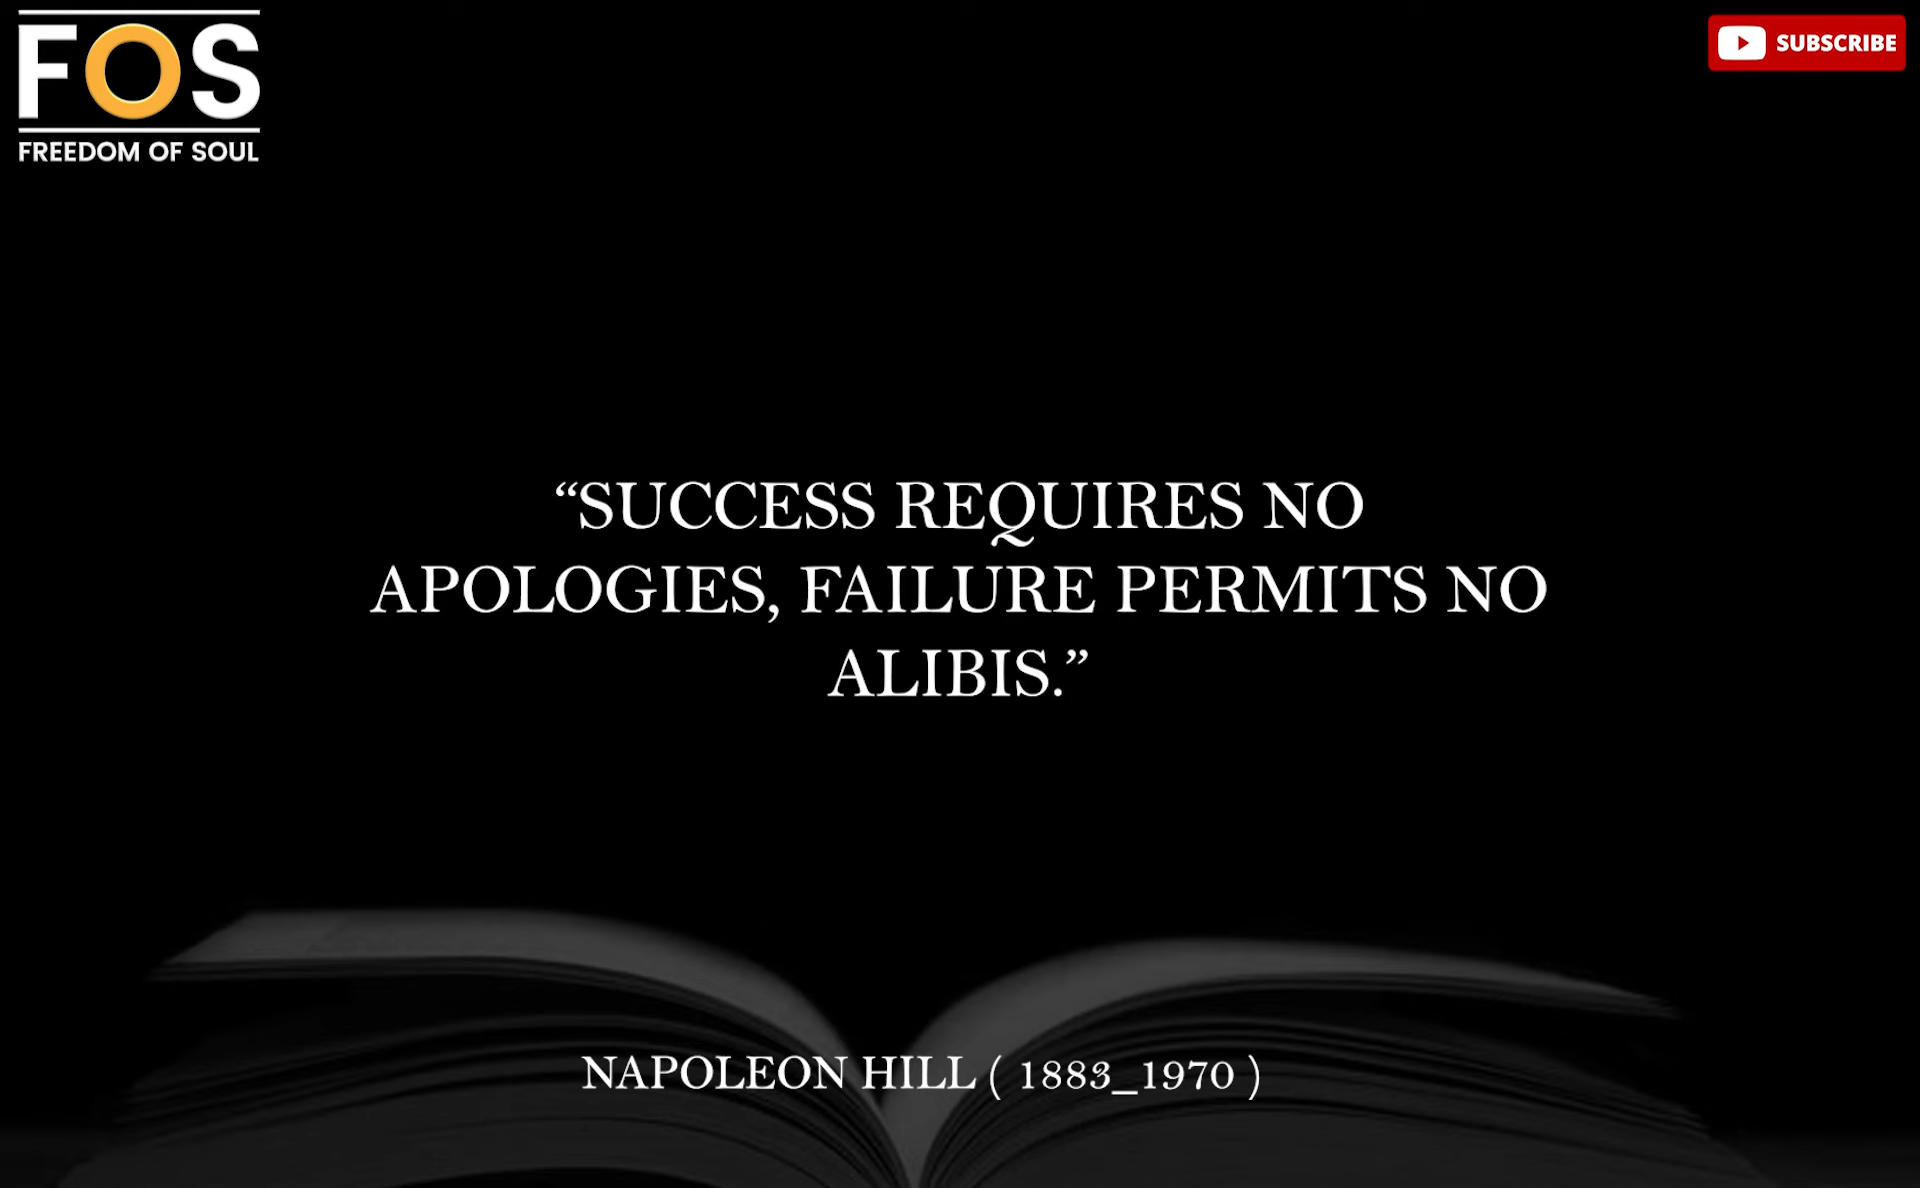 FOS
FREEDOM OF SOUL
SUBSCRIBE
“SUCCESS REQUIRES NO
APOLOGIES, FAILURE PERMITS NO
ALIBIS.”
NAPOLEON HILL ( 1883_1970 )